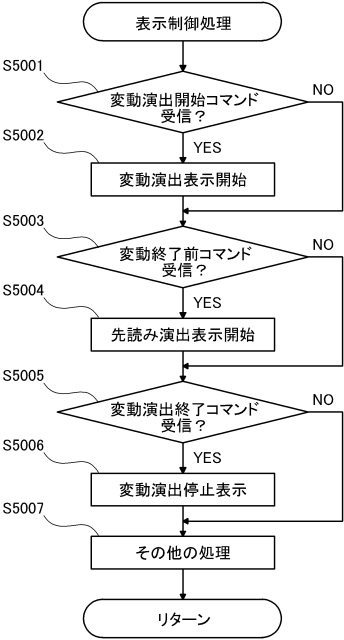 表示制御処理
S5001
変動演出開始コマンド
受信？
NO
YES
S5002
変動演出表示開始
S5003
変動終了前コマンド
受信？
NO
YES
S5004
先読み演出表示開始
S5005
変動演出終了コマンド
受信？
NO
YES
S5006
変動演出停止表示
S5007
その他の処理
リターン